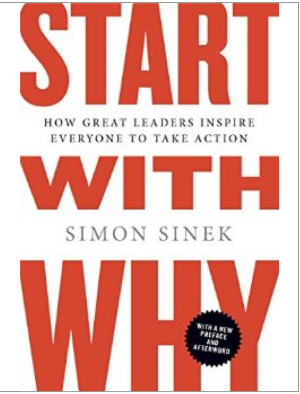 START
HOW GREAT LEADERS INSPIRE
EVERYONE TO TAKE ACTION
WITH
SIMON SINEK
WHY
WITH A NEW
PREFACE
AND
AFTERWORD